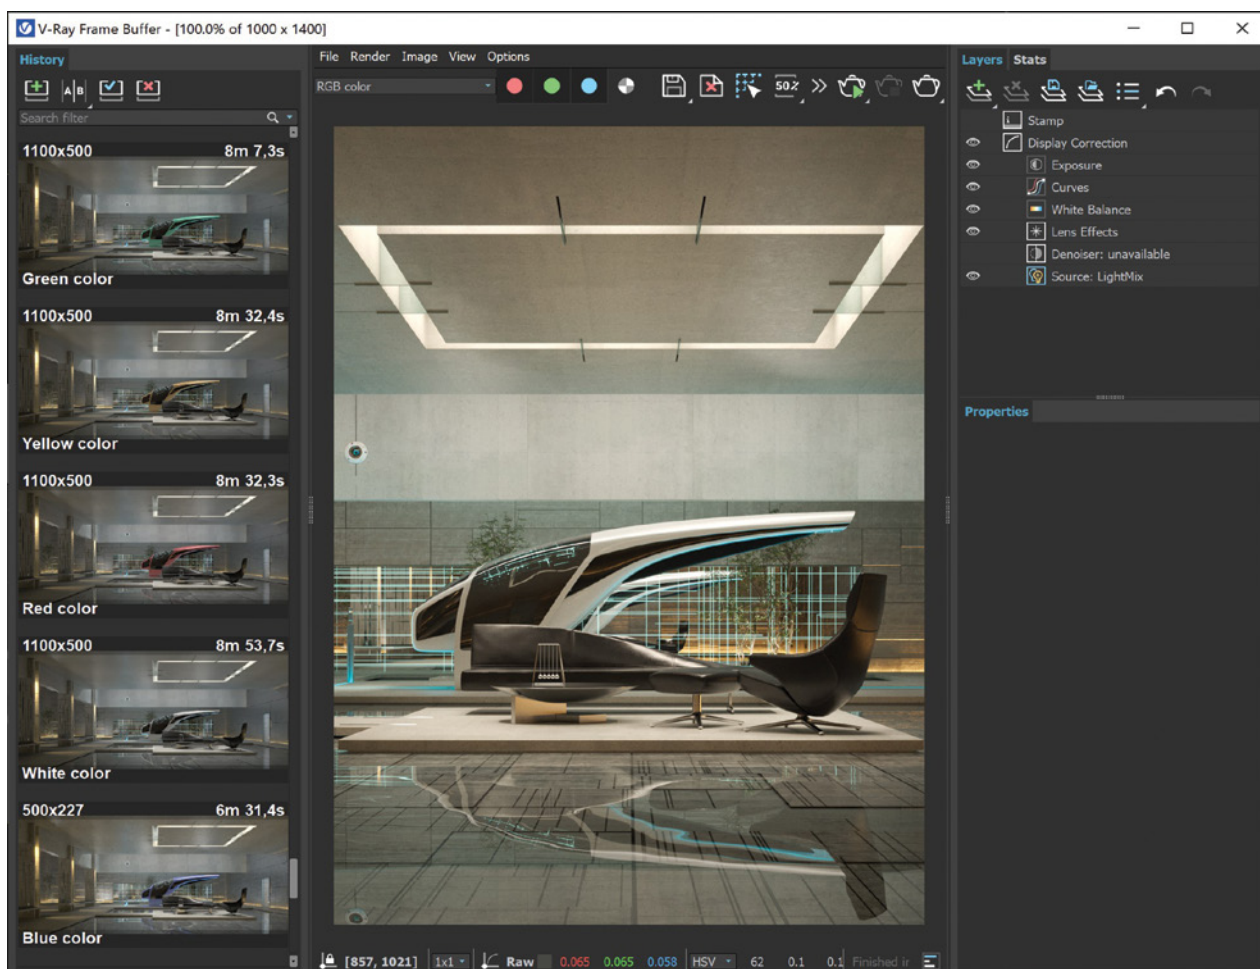 V-Ray Frame Buffer - [100.0% of 1000 x 1400]
History
File Render Image View Options
Layers Stats
A B
RGB color
50%
Search filter
Stamp
Display Correction
Exposure
Curves
White Balance
Lens Effects
Denoiser: unavailable
Source: LightMix
Properties
1100x500 8m 7,3s
Green color
1100x500 8m 32,4s
Yellow color
1100x500 8m 32,3s
Red color
1100x500 8m 53,7s
White color
500x227 6m 31,4s
Blue color
[857, 1021] 1x1 Raw 0.065 0.065 0.058 HSV 62 0.1 0.1 Finished ir